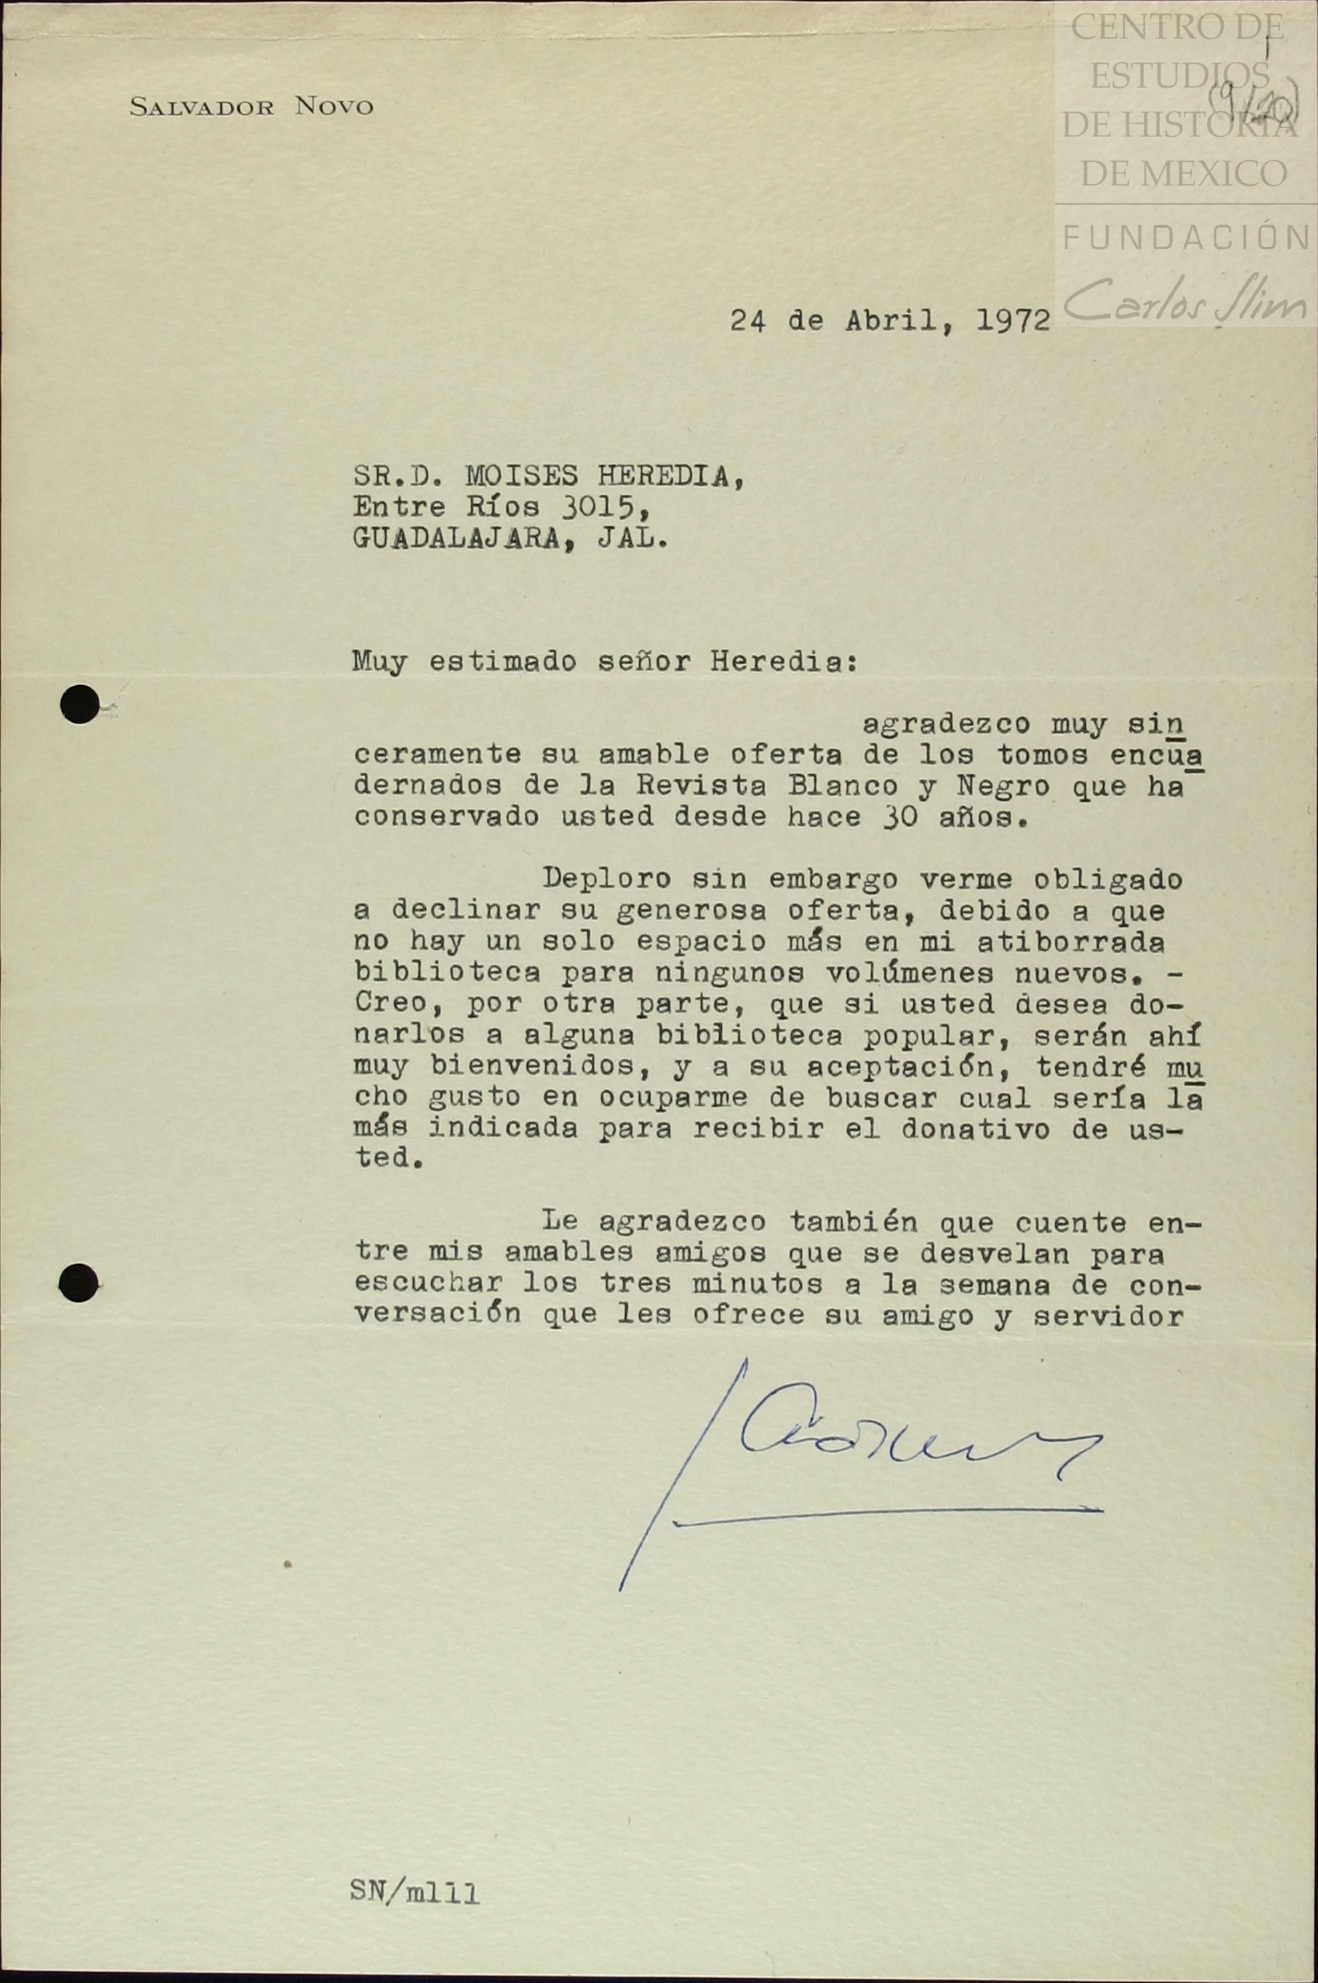 CENTRO DE
ESTUDIOS
DE HISTORIA
DE MEXICO
FUNDACIÓN
Carlos Slim
SALVADOR NOVO
24 de Abril, 1972
SR.D. MOISES HEREDIA,
Entre Ríos 3015,
GUADALAJARA, JAL.
Muy estimado señor Heredia:
agradezco muy sin
ceramente su amable oferta de los tomos encua
dernados de la Revista Blanco y Negro que ha
conservado usted desde hace 30 años.
Deploro sin embargo verme obligado
a declinar su generosa oferta, debido a que
no hay un solo espacio más en mi atiborrada
biblioteca para ningunos volúmenes nuevos. -
Creo, por otra parte, que si usted desea do-
narlos a alguna biblioteca popular, serán ahí
muy bienvenidos, y a su aceptación, tendré mu
cho gusto en ocuparme de buscar cual sería la
más indicada para recibir el donativo de us-
ted.
Le agradezco también que cuente en-
tre mis amables amigos que se desvelan para
escuchar los tres minutos a la semana de con-
versación que les ofrece su amigo y servidor
SN/mlll